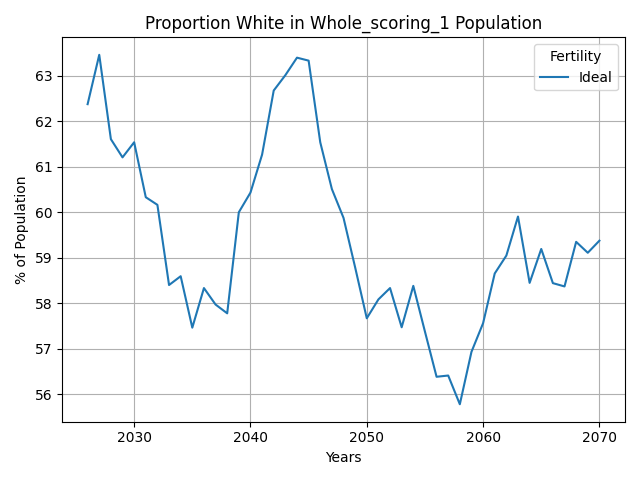 Proportion White in Whole_scoring_1 Population
Fertility
Ideal
63
62
61
60
59
58
57
56
% of Population
2030 2040 2050 2060 2070
Years